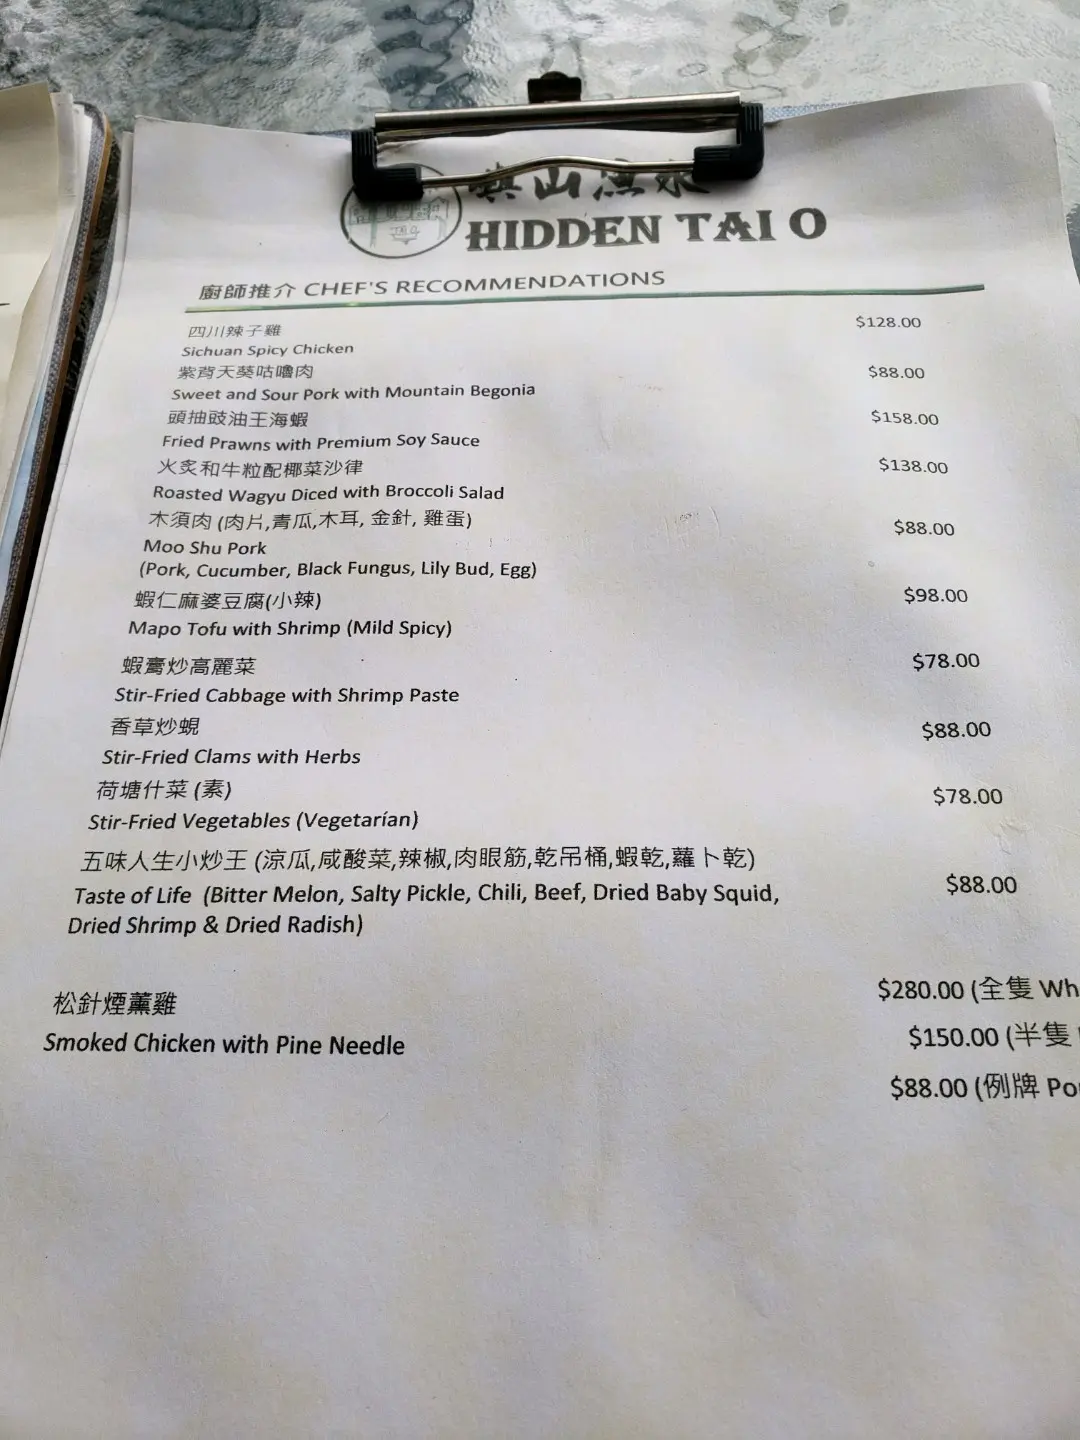 HIDDEN TAI O
廚師推介 CHEF'S RECOMMENDATIONS
四川辣子雞 $128.00
Sichuan Spicy Chicken
紫背天葵咕嚕肉 $88.00
Sweet and Sour Pork with Mountain Begonia
頭抽豉油王海蝦 $158.00
Fried Prawns with Premium Soy Sauce
火炙和牛粒配椰菜沙律 $138.00
Roasted Wagyu Diced with Broccoli Salad
木須肉 (肉片,青瓜,木耳, 金針, 雞蛋) $88.00
Moo Shu Pork
(Pork, Cucumber, Black Fungus, Lily Bud, Egg)
蝦仁麻婆豆腐(小辣) $98.00
Mapo Tofu with Shrimp (Mild Spicy)
蝦膏炒高麗菜 $78.00
Stir-Fried Cabbage with Shrimp Paste
香草炒蜆 $88.00
Stir-Fried Clams with Herbs
荷塘什菜 (素) $78.00
Stir-Fried Vegetables (Vegetarían)
五味人生小炒王 (涼瓜,咸酸菜,辣椒,肉眼筋,乾吊桶,蝦乾,蘿卜乾) $88.00
Taste of Life (Bitter Melon, Salty Pickle, Chili, Beef, Dried Baby Squid,
Dried Shrimp & Dried Radish)
松針煙薰雞 $280.00 (全隻 Wh
Smoked Chicken with Pine Needle $150.00 (半隻
$88.00 (例牌 Po